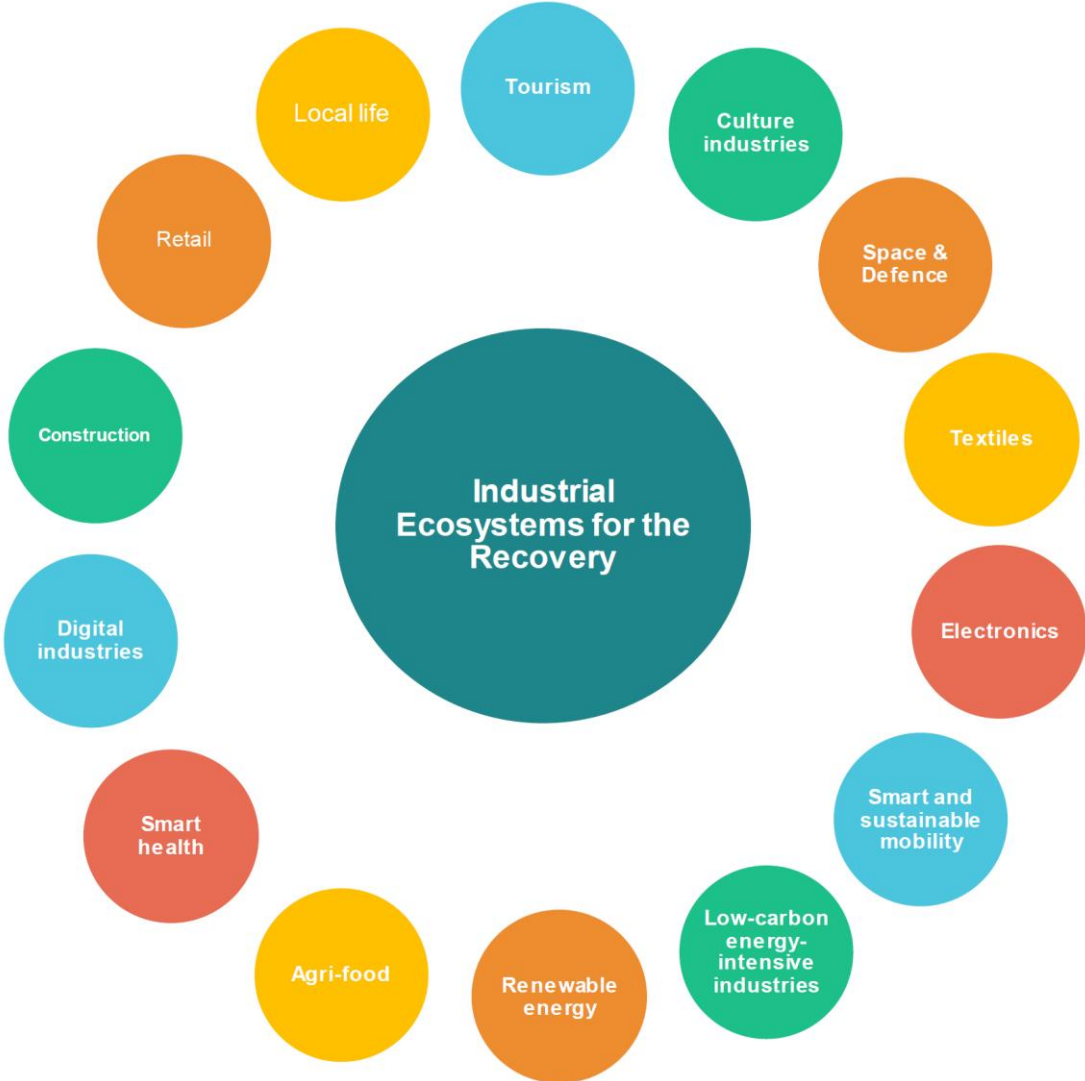 Tourism
Culture
industries
Space &
Defence
Textiles
Electronics
Smart and
sustainable
mobility
Low-carbon
energy-
intensive
industries
Renewable
energy
Agri-food
Smart
health
Digital
industries
Construction
Retail
Local life
Industrial
Ecosystems for the
Recovery